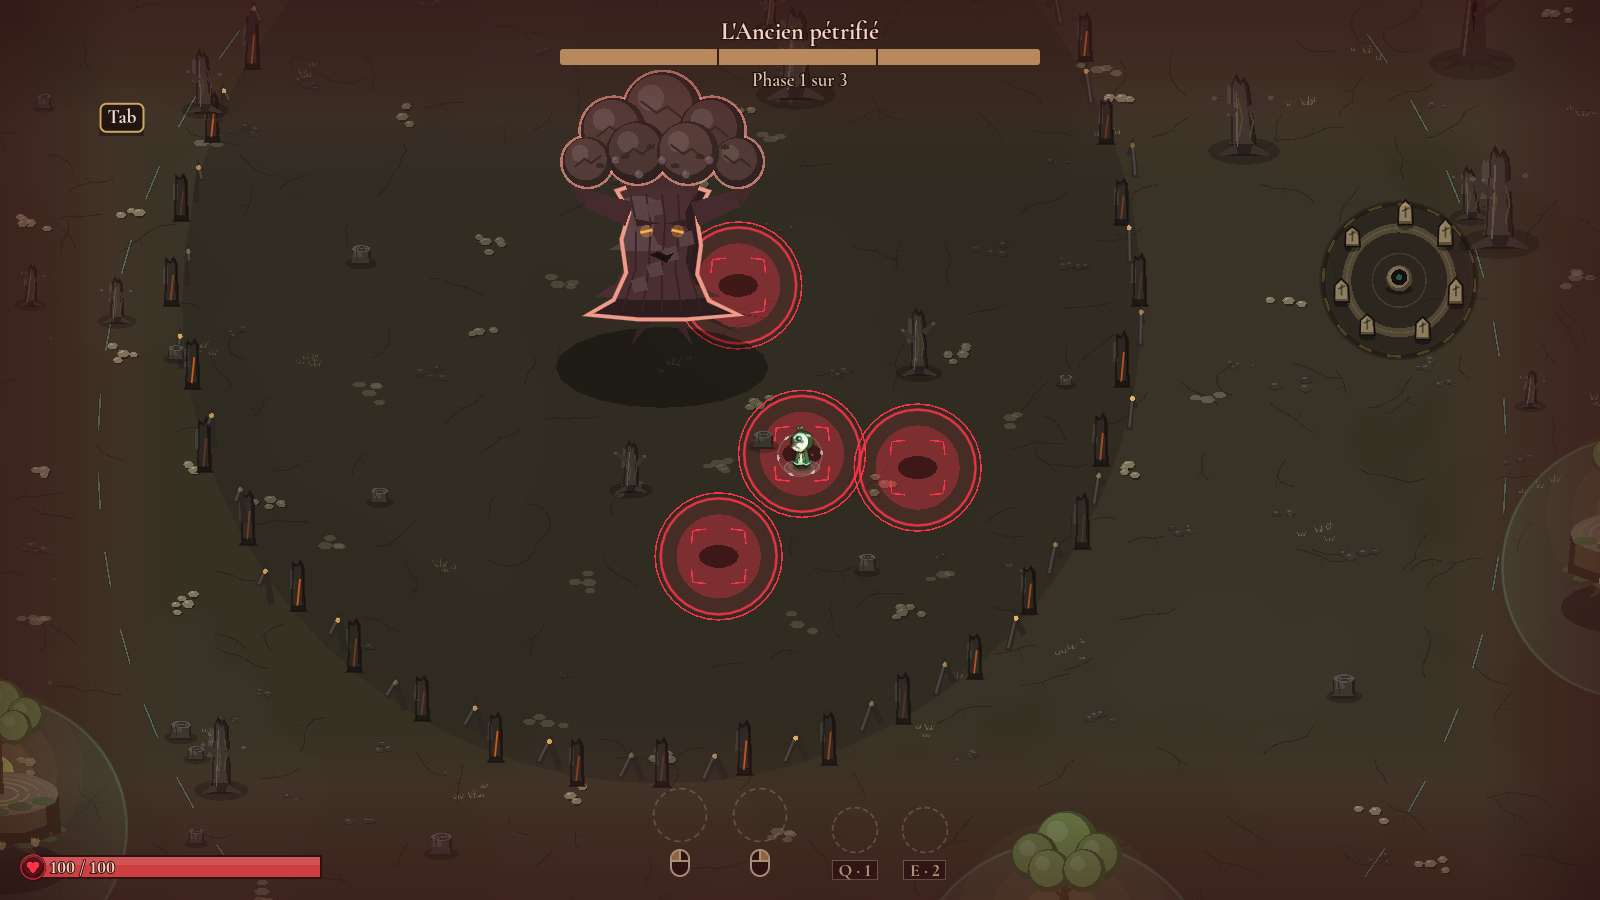 L'Ancien pétrifié
Phase 1 sur 3
Tab
100 / 100
Q · 1
E · 2